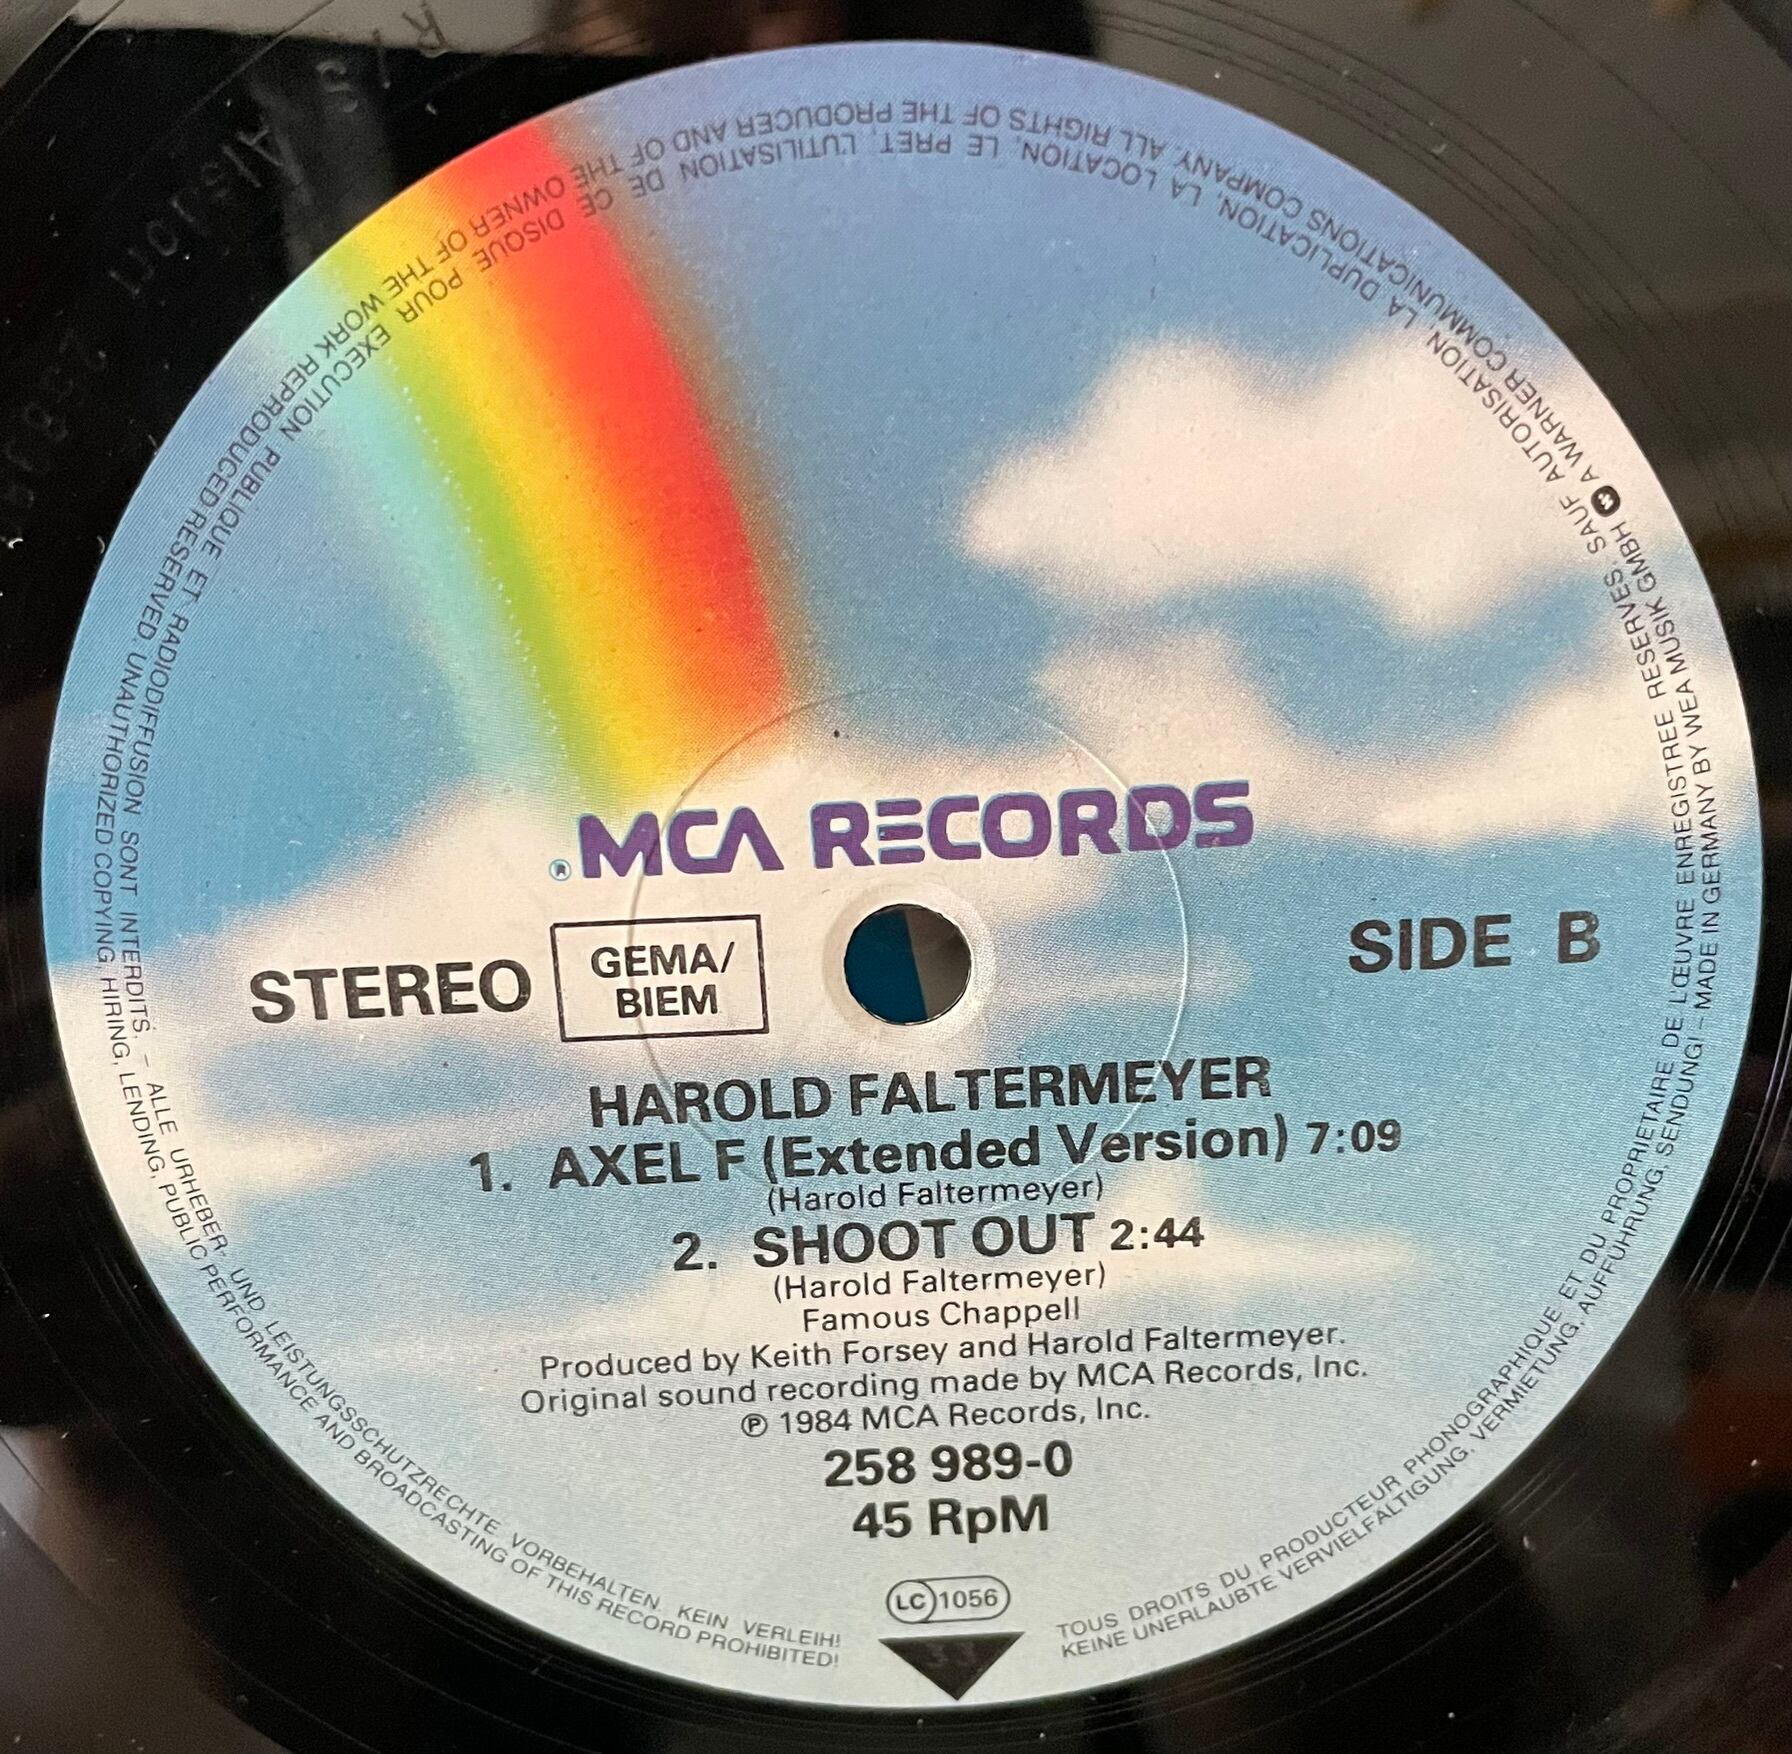 ® MCA RECORDS
STEREO
GEMA/
BIEM
SIDE B
HAROLD FALTERMEYER
1. AXEL F (Extended Version) 7:09
(Harold Faltermeyer)
2. SHOOT OUT 2:44
(Harold Faltermeyer)
Famous Chappell
Produced by Keith Forsey and Harold Faltermeyer.
Original sound recording made by MCA Records, Inc.
℗ 1984 MCA Records, Inc.
258 989-0
45 RpM
LC 1056
33
TOUS DROITS DU PRODUCTEUR PHONOGRAPHIQUE ET DU PROPRIETAIRE DE L'ŒUVRE ENREGISTREE RESERVES. SAUF AUTORISATION, LA DUPLICATION, LA LOCATION, LE PRET, L'UTILISATION DE CE DISQUE POUR EXECUTION PUBLIQUE ET RADIODIFFUSION SONT INTERDITS. – ALLE URHEBER- UND LEISTUNGSSCHUTZRECHTE VORBEHALTEN. KEIN VERLEIH!
KEINE UNERLAUBTE VERVIELFÄLTIGUNG, VERMIETUNG, AUFFÜHRUNG, SENDUNG! – MADE IN GERMANY BY WEA MUSIK GMBH A WARNER COMMUNICATIONS COMPANY. ALL RIGHTS OF THE PRODUCER AND OF THE OWNER OF THE WORK REPRODUCED RESERVED. UNAUTHORIZED COPYING, HIRING, LENDING, PUBLIC PERFORMANCE AND BROADCASTING OF THIS RECORD PROHIBITED!
Alsdorf